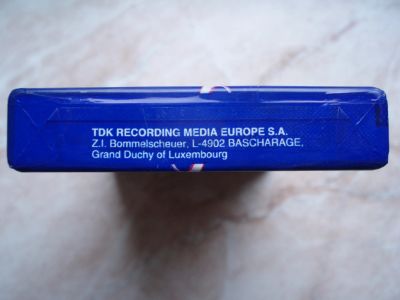 TDK RECORDING MEDIA EUROPE S.A.
Z.I. Bommelscheuer, L-4902 BASCHARAGE,
Grand Duchy of Luxembourg